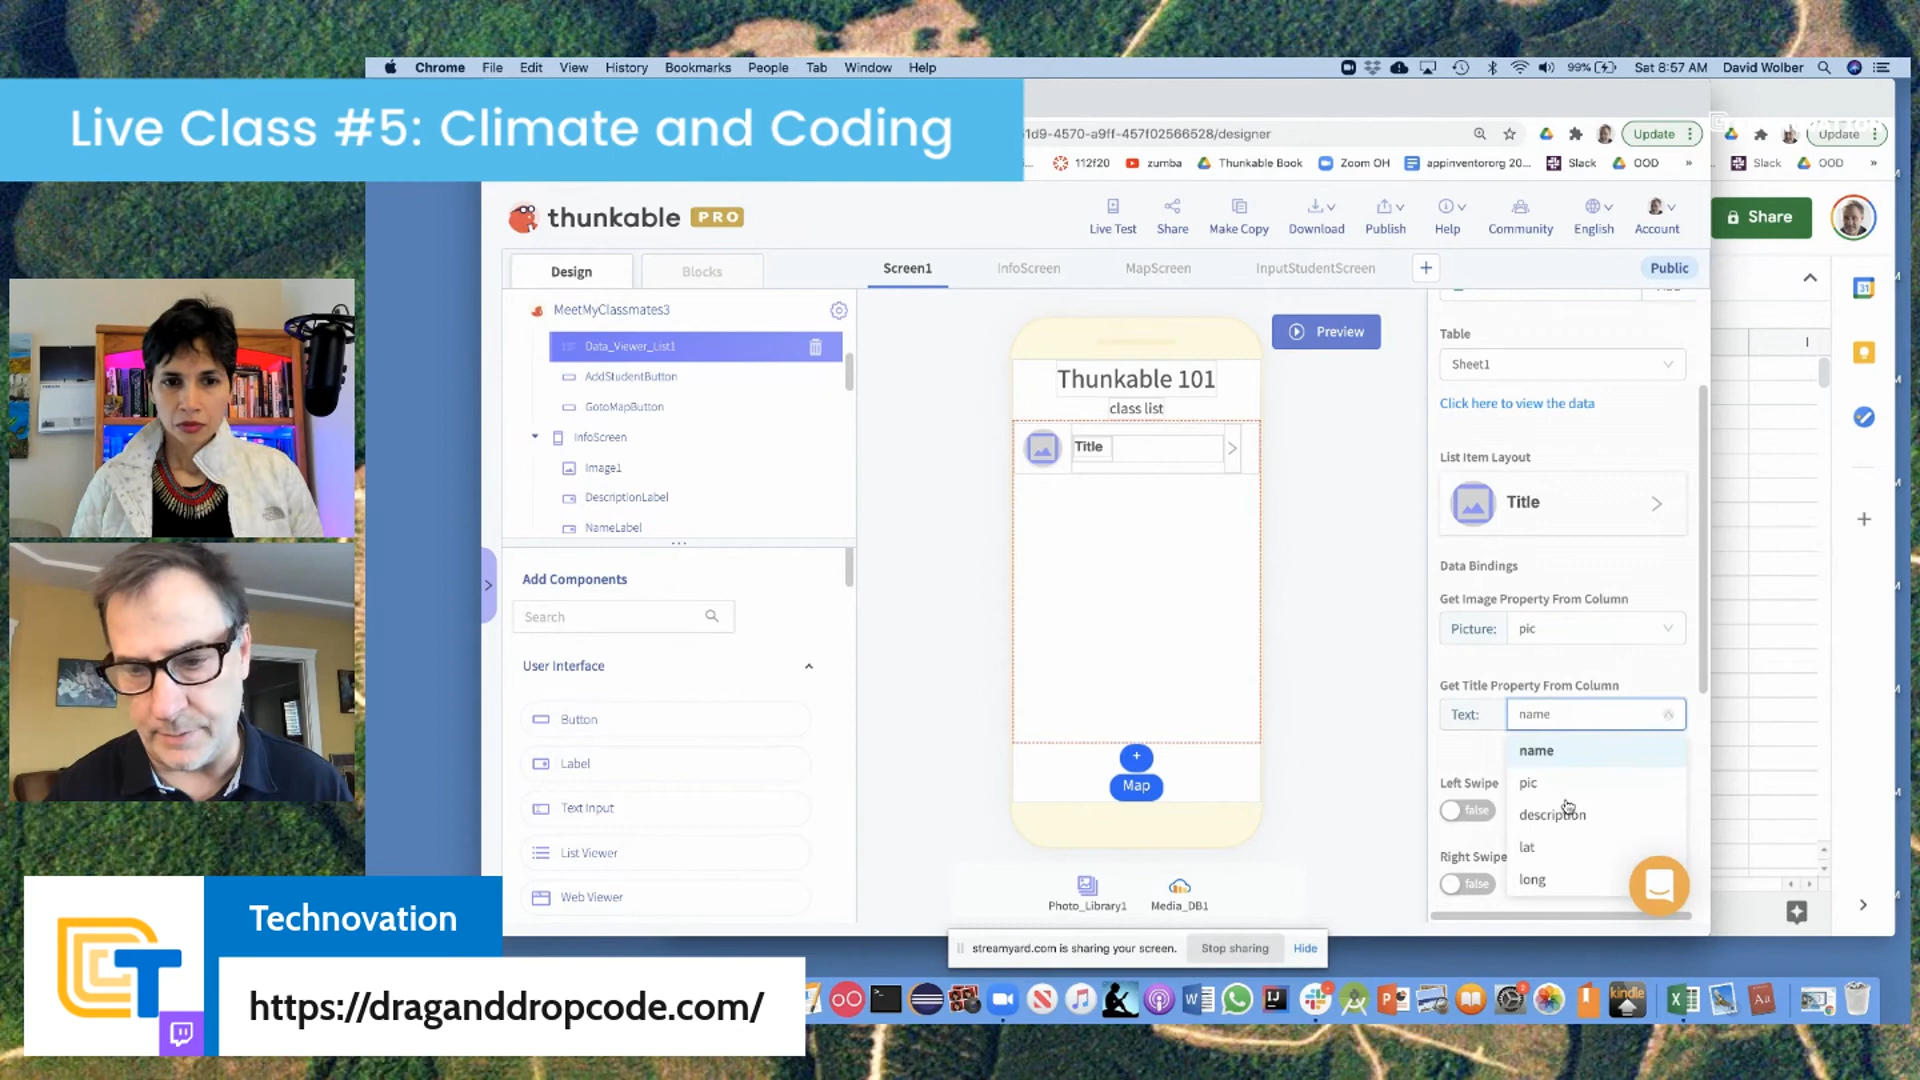 Chrome File Edit View History Bookmarks People Tab Window Help
99% Sat 8:57 AM David Wolber
Live Class #5: Climate and Coding
1d9-4570-a9ff-457f02566528/designer
Update
Update
112f20 zumba Thunkable Book Zoom OH appinventororg 20... Slack OOD »
Slack OOD »
thunkable PRO
Live Test Share Make Copy Download Publish Help Community English Account
Share
Design Blocks
Screen1 InfoScreen MapScreen InputStudentScreen + Public
MeetMyClassmates3
Data_Viewer_List1
AddStudentButton
GotoMapButton
InfoScreen
Image1
DescriptionLabel
NameLabel
Add Components
Search
User Interface
Button
Label
Text Input
List Viewer
Web Viewer
Preview
Thunkable 101
class list
Title
+
Map
Photo_Library1 Media_DB1
Table
Sheet1
Click here to view the data
List Item Layout
Title
Data Bindings
Get Image Property From Column
Picture: pic
Get Title Property From Column
Text: name
name
pic
description
lat
long
Left Swipe
false
Right Swipe
false
I
31
streamyard.com is sharing your screen. Stop sharing Hide
Technovation
https://draganddropcode.com/
kindle